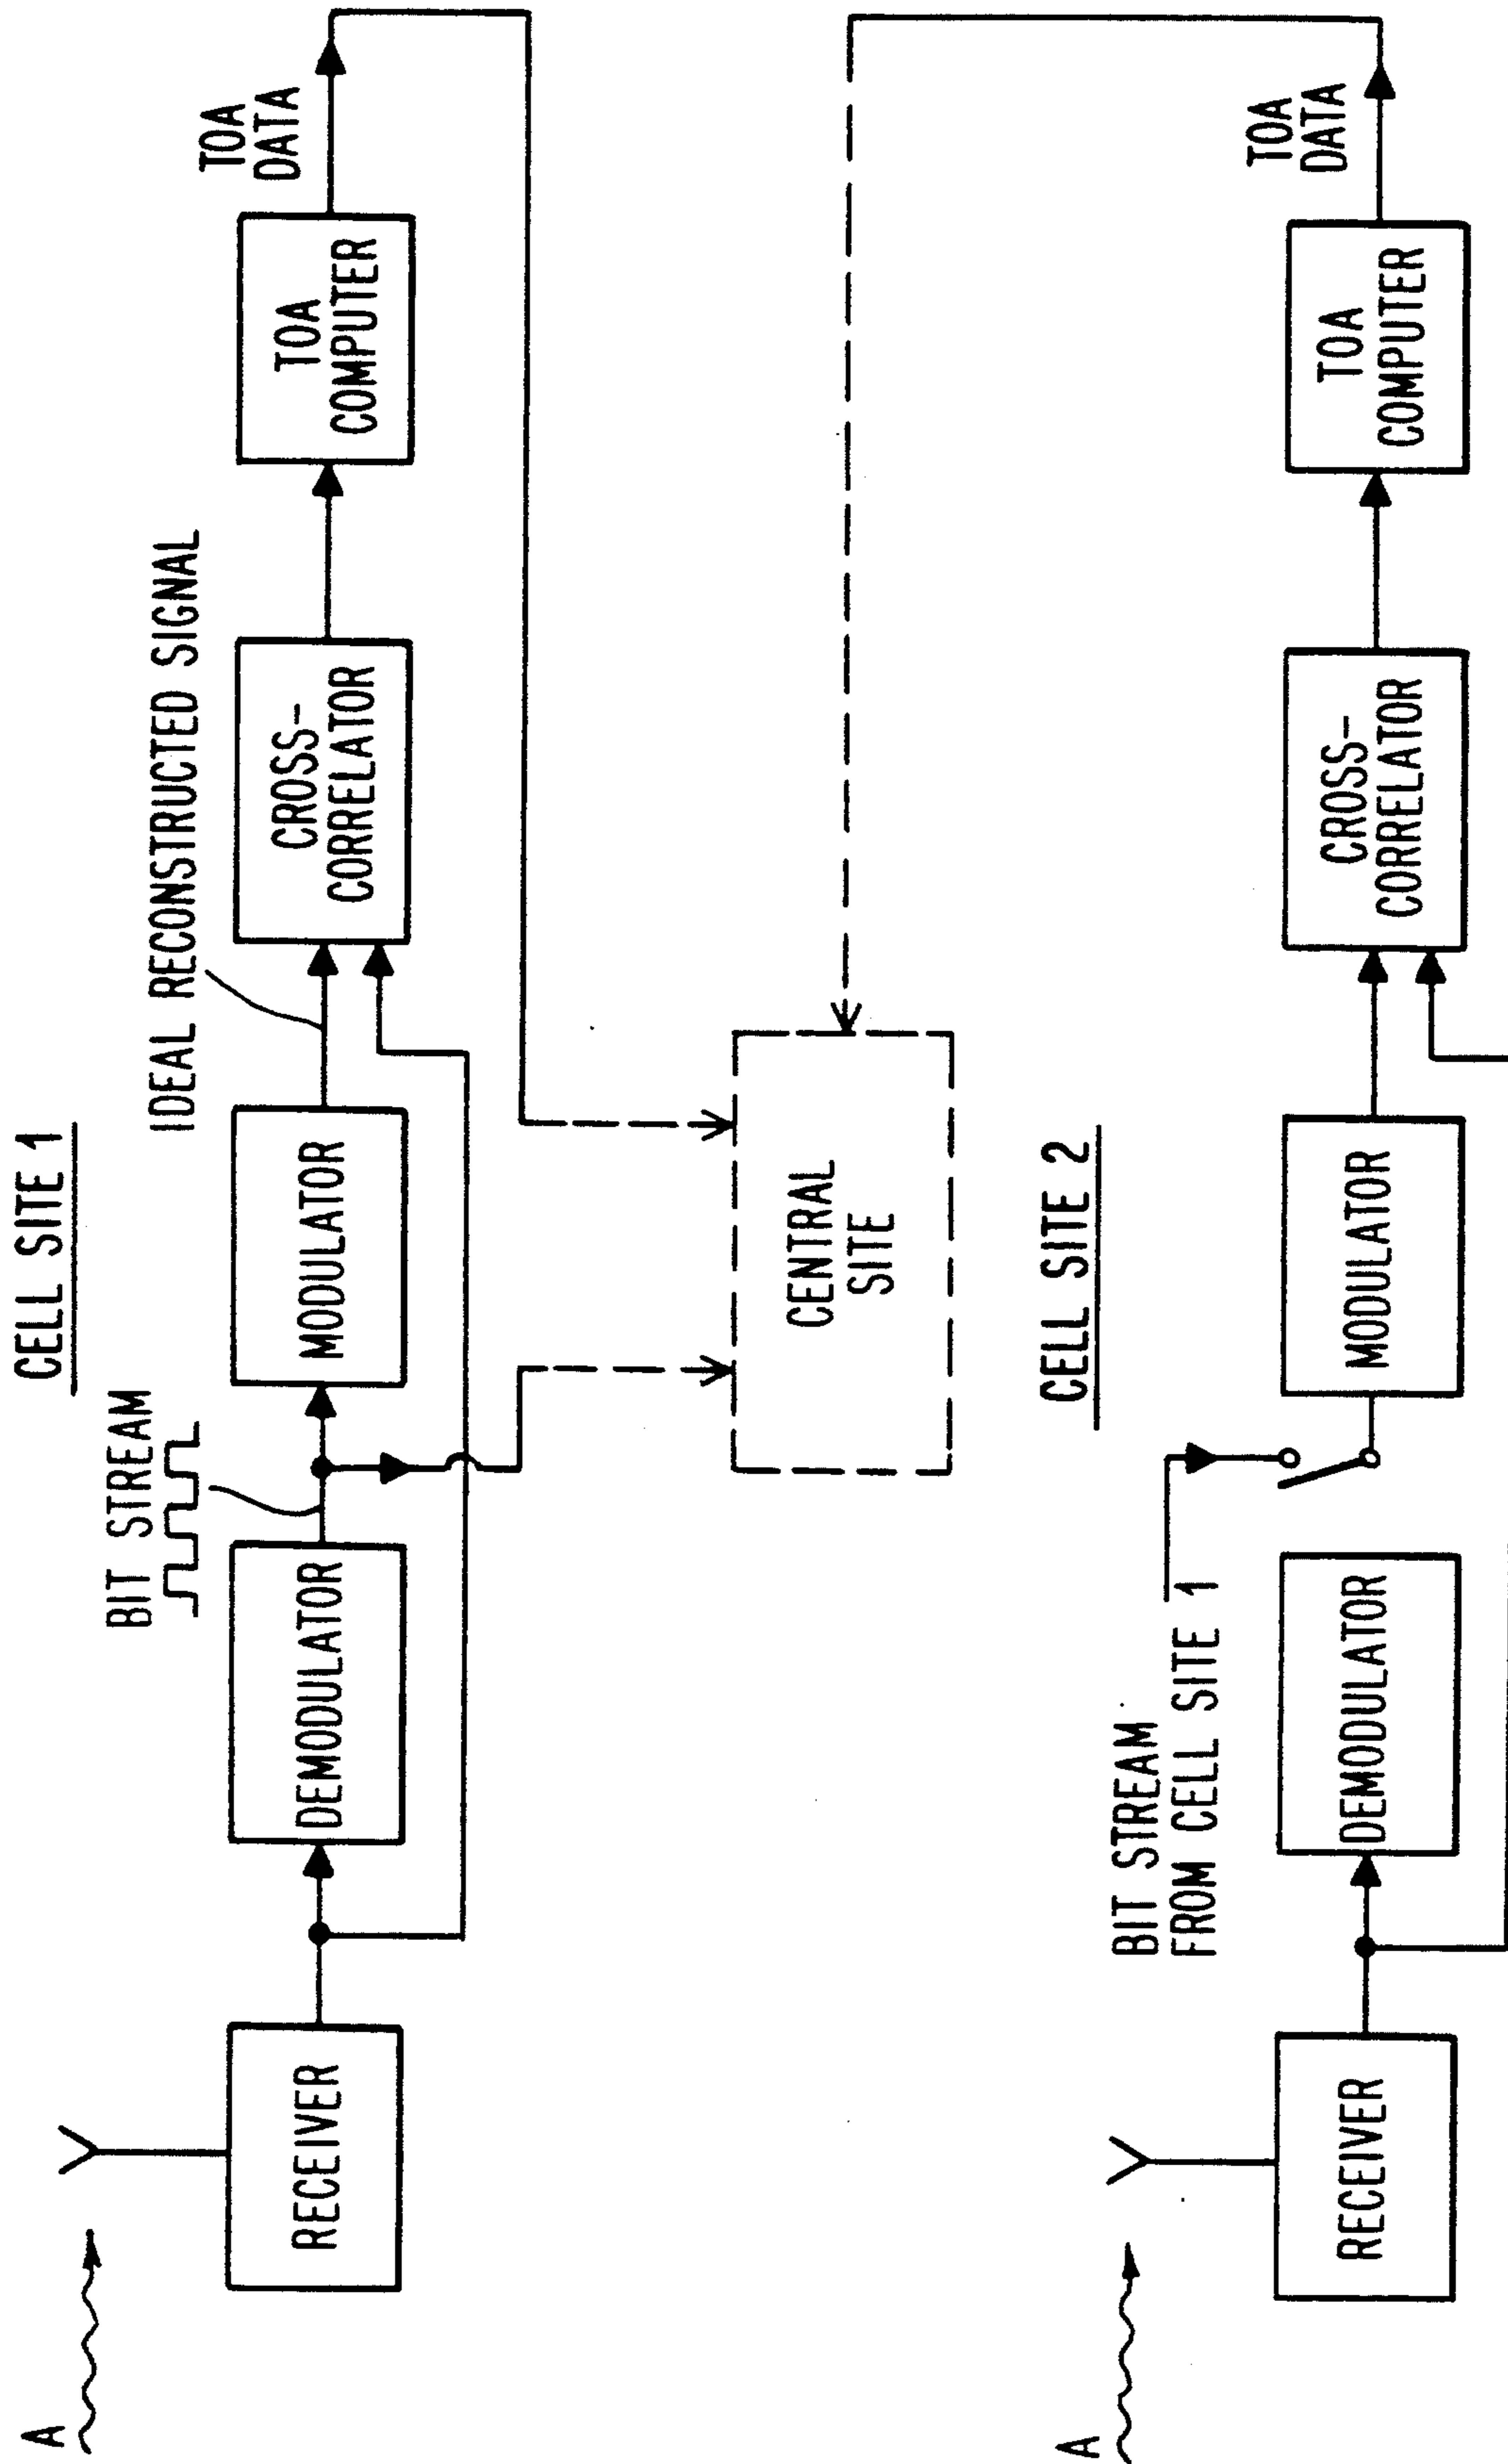 CELL SITE 1
A
RECEIVER
DEMODULATOR
BIT STREAM
MODULATOR
IDEAL RECONSTRUCTED SIGNAL
CROSS-
CORRELATOR
TOA
COMPUTER
TOA
DATA
CENTRAL
SITE
CELL SITE 2
A
RECEIVER
BIT STREAM
FROM CELL SITE 1
DEMODULATOR
MODULATOR
CROSS-
CORRELATOR
TOA
COMPUTER
TOA
DATA